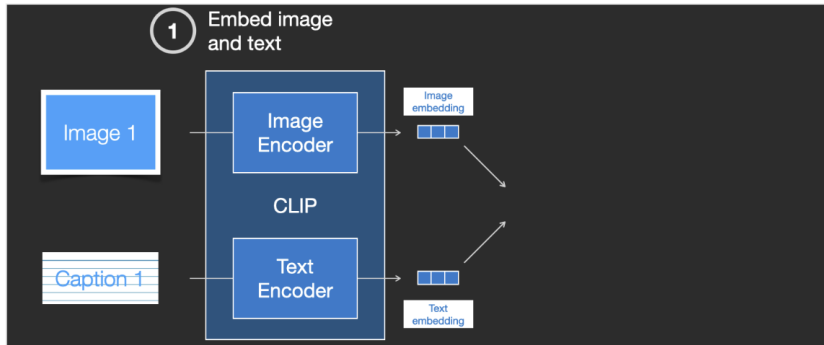 1
Embed image
and text
Image 1
Image
Encoder
Image
embedding
CLIP
Caption 1
Text
Encoder
Text
embedding